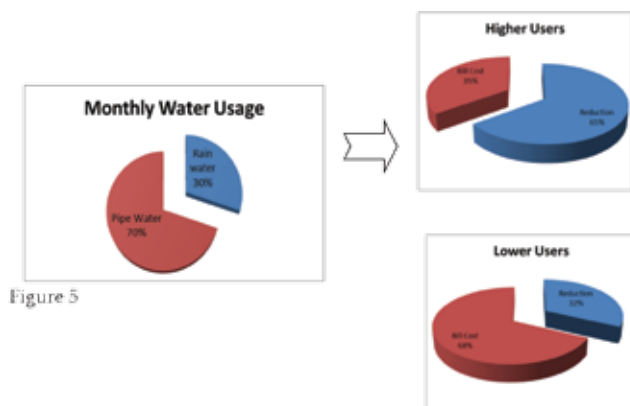 Monthly Water Usage
Rain
water
30%
Pipe Water
70%
Figure 5
Higher Users
Bill Cost
35%
Reduction
65%
Lower Users
Reduction
32%
Bill Cost
68%